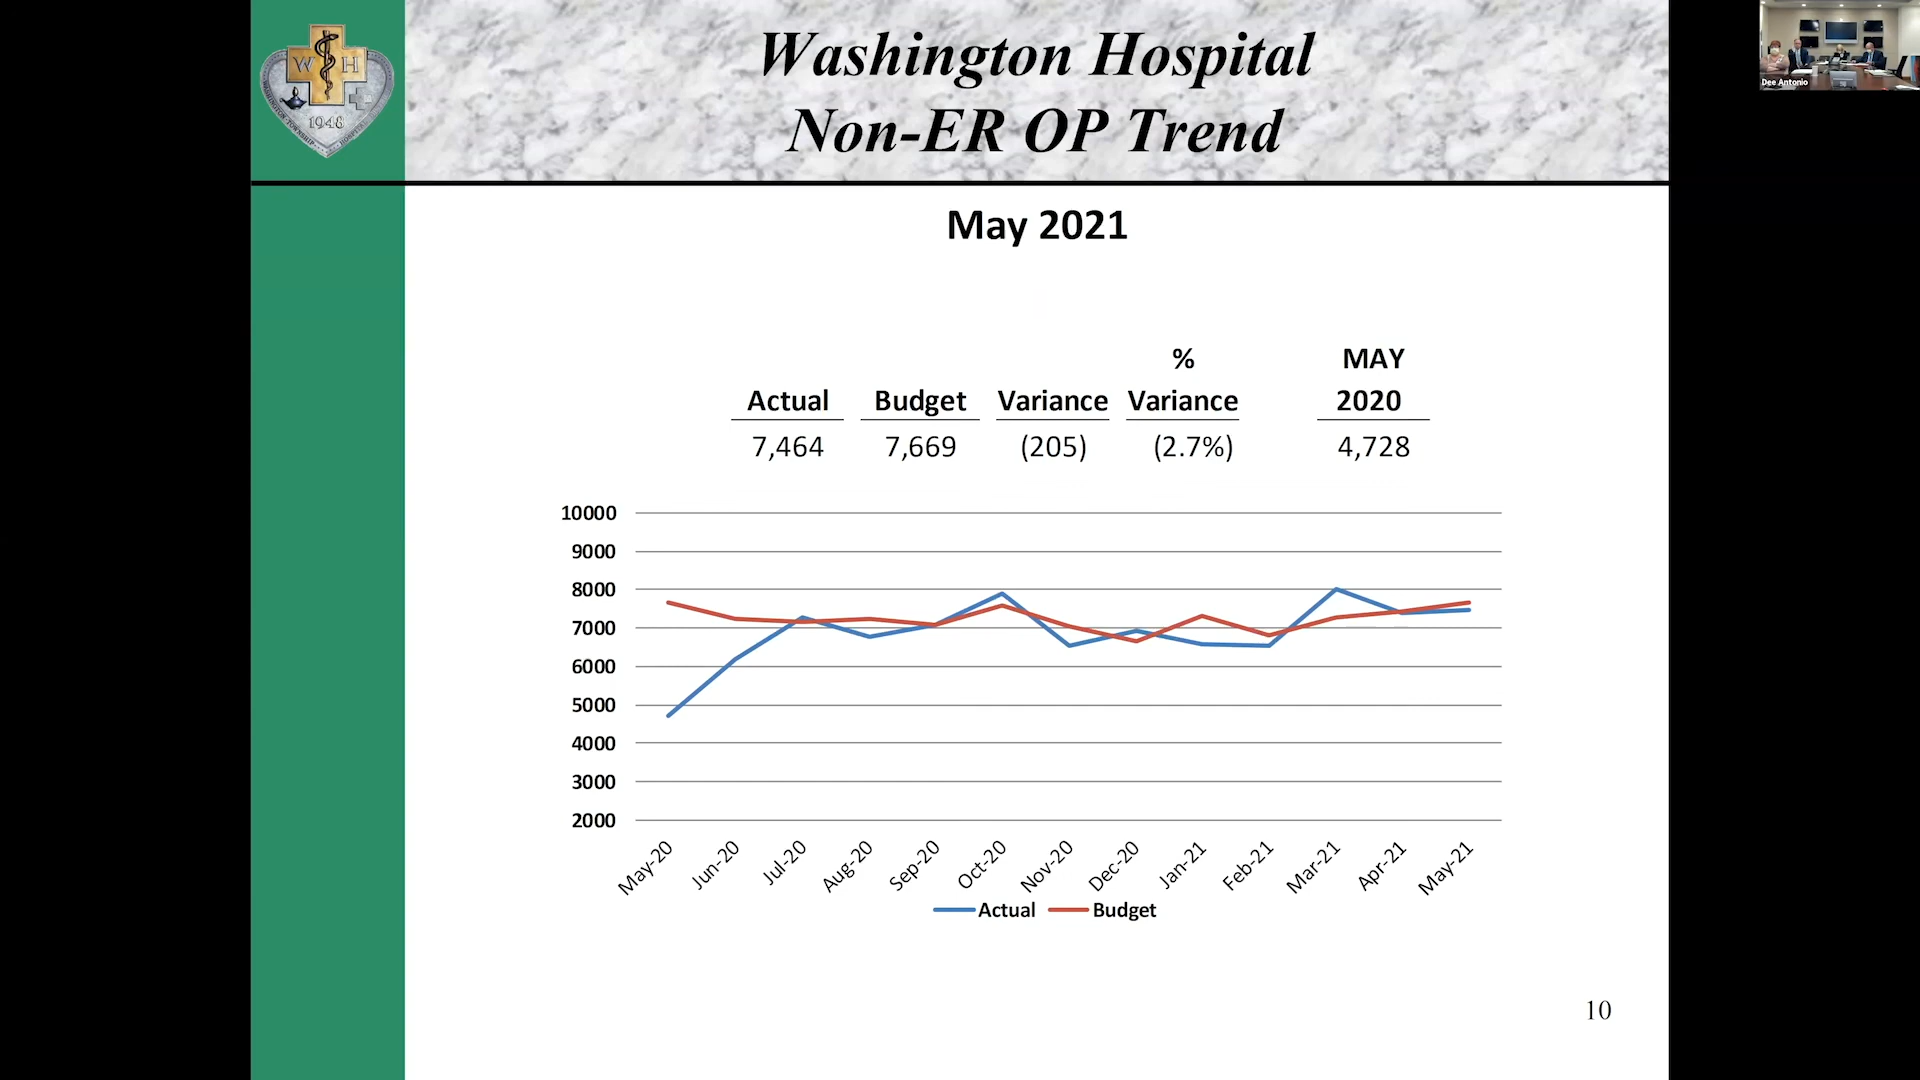 W H
1948
Washington Hospital
Non-ER OP Trend
Dee Antonio
May 2021
% MAY
Actual Budget Variance Variance 2020
7,464 7,669 (205) (2.7%) 4,728
10000
9000
8000
7000
6000
5000
4000
3000
2000
May-20 Jun-20 Jul-20 Aug-20 Sep-20 Oct-20 Nov-20 Dec-20 Jan-21 Feb-21 Mar-21 Apr-21 May-21
Actual Budget
10